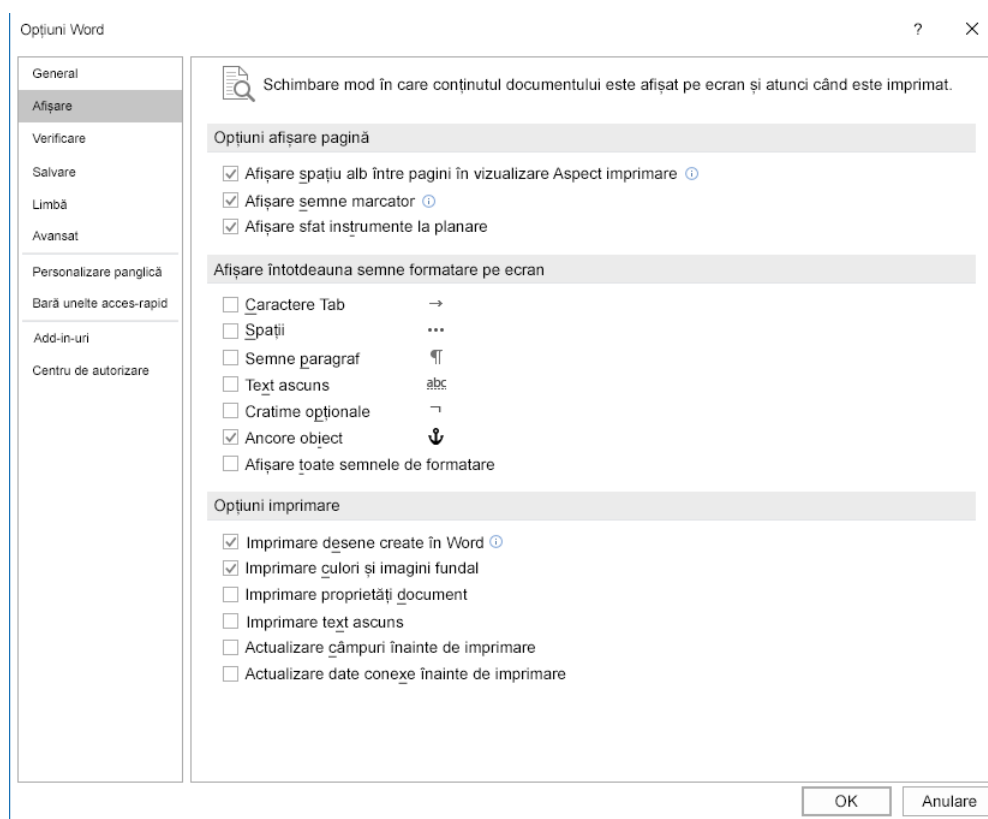 Opțiuni Word
?
General
Afișare
Verificare
Salvare
Limbă
Avansat
Personalizare panglică
Bară unelte acces-rapid
Add-in-uri
Centru de autorizare
Schimbare mod în care conținutul documentului este afișat pe ecran și atunci când este imprimat.
Opțiuni afișare pagină
Afișare spațiu alb între pagini în vizualizare Aspect imprimare
Afișare semne marcator
Afișare sfat instrumente la planare
Afișare întotdeauna semne formatare pe ecran
Caractere Tab →
Spații
Semne paragraf ¶
Text ascuns abc
Cratime opționale ¬
Ancore obiect
Afișare toate semnele de formatare
Opțiuni imprimare
Imprimare desene create în Word
Imprimare culori și imagini fundal
Imprimare proprietăți document
Imprimare text ascuns
Actualizare câmpuri înainte de imprimare
Actualizare date conexe înainte de imprimare
OK Anulare